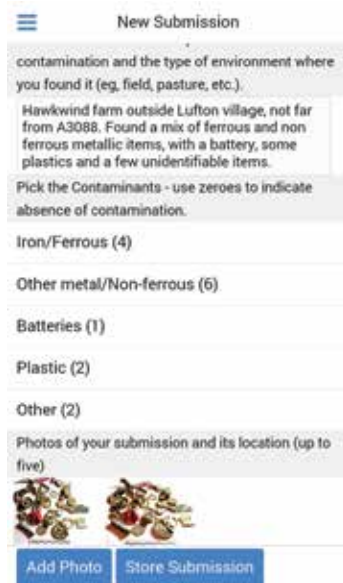 New Submission
contamination and the type of environment where
you found it (eg, field, pasture, etc.).
Hawkwind farm outside Lufton village, not far
from A3088. Found a mix of ferrous and non
ferrous metallic items, with a battery, some
plastics and a few unidentifiable items.
Pick the Contaminants - use zeroes to indicate
absence of contamination.
Iron/Ferrous (4)
Other metal/Non-ferrous (6)
Batteries (1)
Plastic (2)
Other (2)
Photos of your submission and its location (up to
five)
Add Photo Store Submission